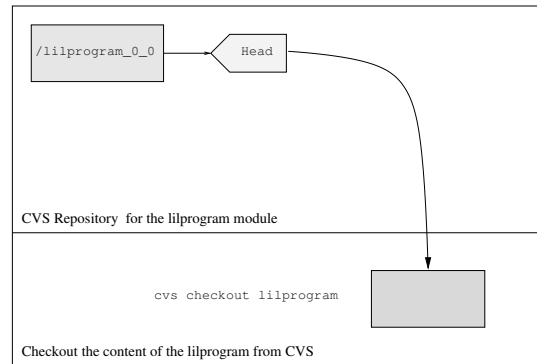 /lilprogram_0_0
Head
CVS Repository for the lilprogram module
cvs checkout lilprogram
Checkout the content of the lilprogram from CVS